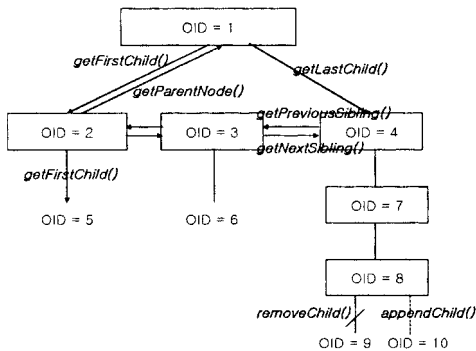 OID = 1
getFirstChild()
getLastChild()
getParentNode()
getPreviousSibling()
OID = 2
OID = 3
OID = 4
getNextSibling()
getFirstChild()
OID = 5
OID = 6
OID = 7
OID = 8
removeChild()
appendChild()
OID = 9
OID = 10